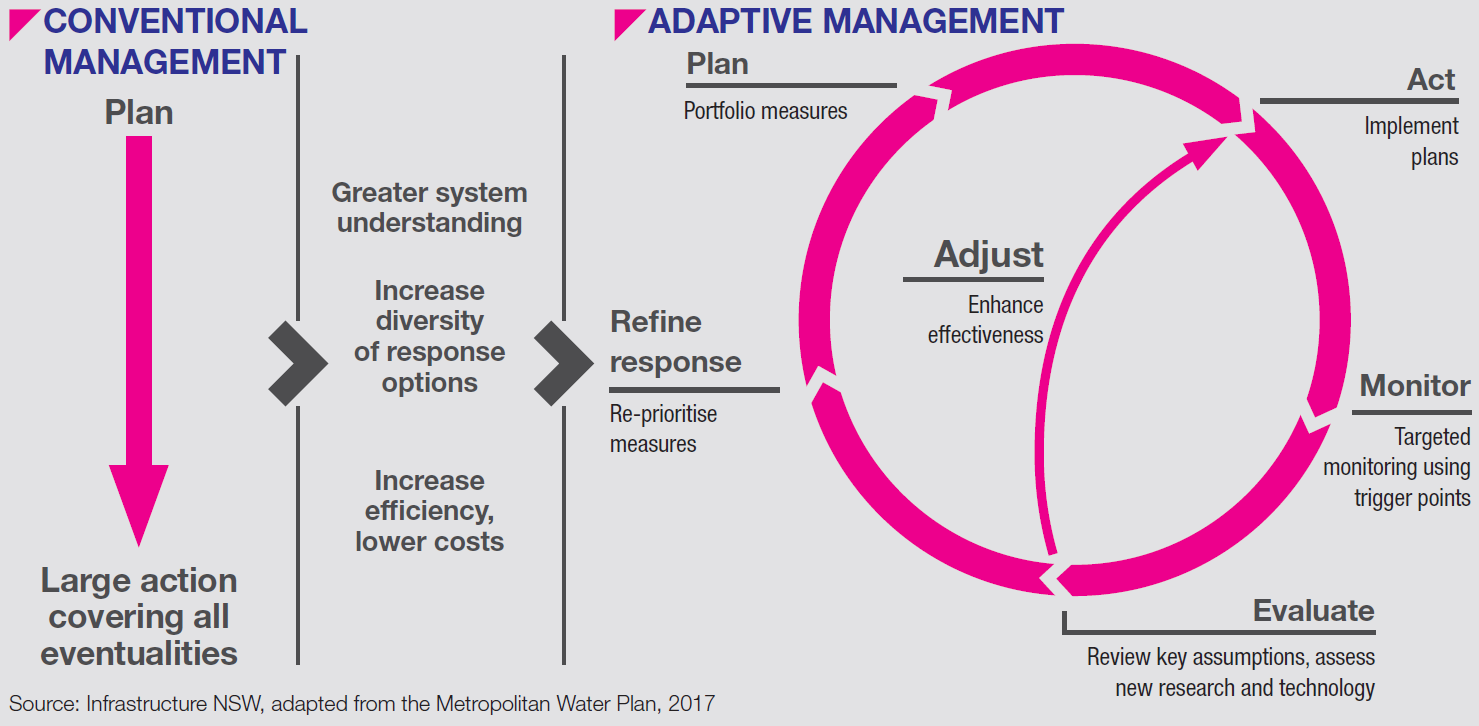 CONVENTIONAL
MANAGEMENT
Plan
Large action
covering all
eventualities
Greater system
understanding
Increase
diversity
of response
options
Increase
efficiency,
lower costs
ADAPTIVE MANAGEMENT
Plan
Portfolio measures
Act
Implement
plans
Adjust
Enhance
effectiveness
Monitor
Targeted
monitoring using
trigger points
Evaluate
Review key assumptions, assess
new research and technology
Refine
response
Re-prioritise
measures
Source: Infrastructure NSW, adapted from the Metropolitan Water Plan, 2017